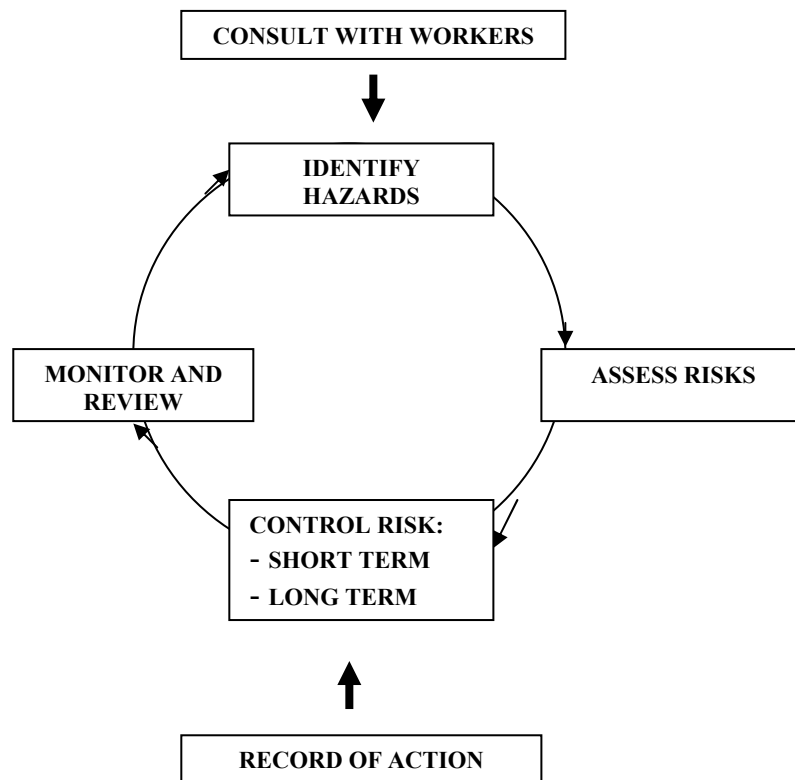 CONSULT WITH WORKERS
IDENTIFY
HAZARDS
MONITOR AND
REVIEW
ASSESS RISKS
CONTROL RISK:
- SHORT TERM
- LONG TERM
RECORD OF ACTION